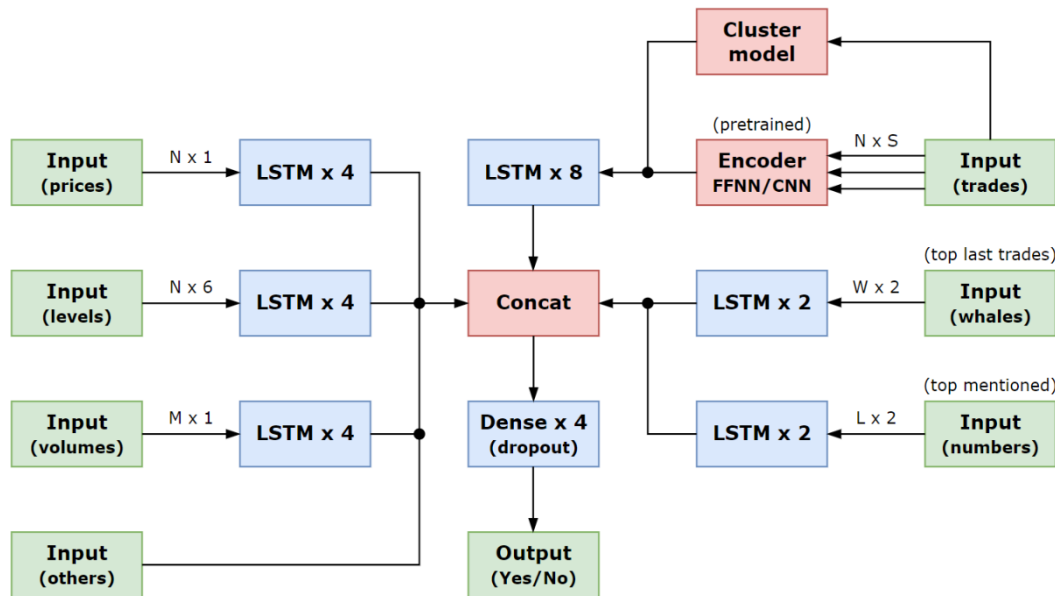 Cluster
model
(pretrained)
Input
(prices)
N x 1
LSTM x 4
LSTM x 8
Encoder
FFNN/CNN
N x S
Input
(trades)
(top last trades)
Input
(levels)
N x 6
LSTM x 4
Concat
LSTM x 2
W x 2
Input
(whales)
(top mentioned)
Input
(volumes)
M x 1
LSTM x 4
Dense x 4
(dropout)
LSTM x 2
L x 2
Input
(numbers)
Input
(others)
Output
(Yes/No)